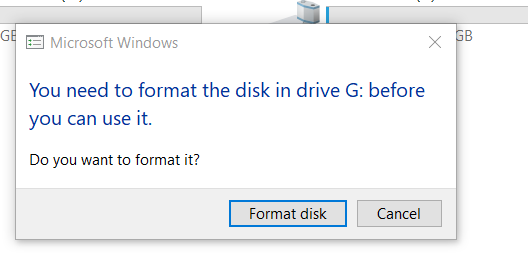 GB
GB
Microsoft Windows
You need to format the disk in drive G: before
you can use it.
Do you want to format it?
Format disk
Cancel